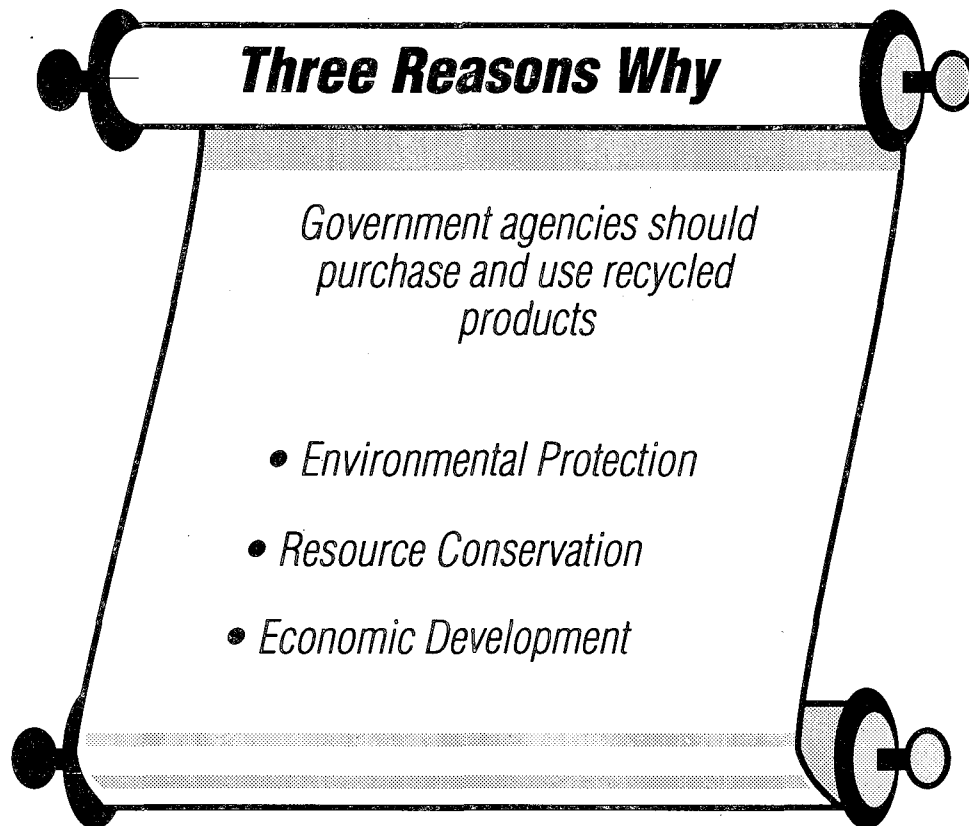 Three Reasons Why
Government agencies should
purchase and use recycled
products
• Environmental Protection
• Resource Conservation
• Economic Development